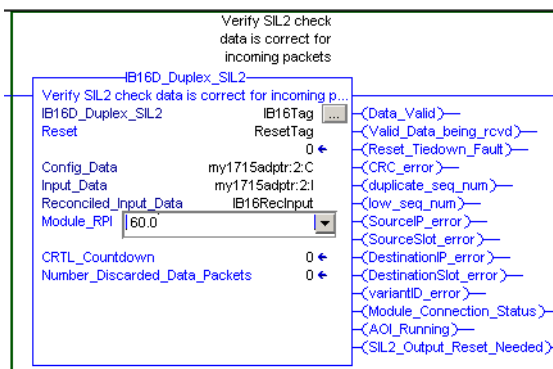 Verify SIL2 check
data is correct for
incoming packets
IB16D_Duplex_SIL2
Verify SIL2 check data is correct for incoming p...
IB16D_Duplex_SIL2 IB16Tag ... (Data_Valid)
Reset ResetTag (Valid_Data_being_rcvd)
0 (Reset_Tiedown_Fault)
Config_Data my1715adptr:2:C (CRC_error)
Input_Data my1715adptr:2:I (duplicate_seq_num)
Reconciled_Input_Data IB16RecInput (low_seq_num)
Module_RPI 60.0 (SourceIP_error)
(SourceSlot_error)
CRTL_Countdown 0 (DestinationIP_error)
Number_Discarded_Data_Packets 0 (DestinationSlot_error)
(variantID_error)
(Module_Connection_Status)
(AOI_Running)
(SIL2_Output_Reset_Needed)